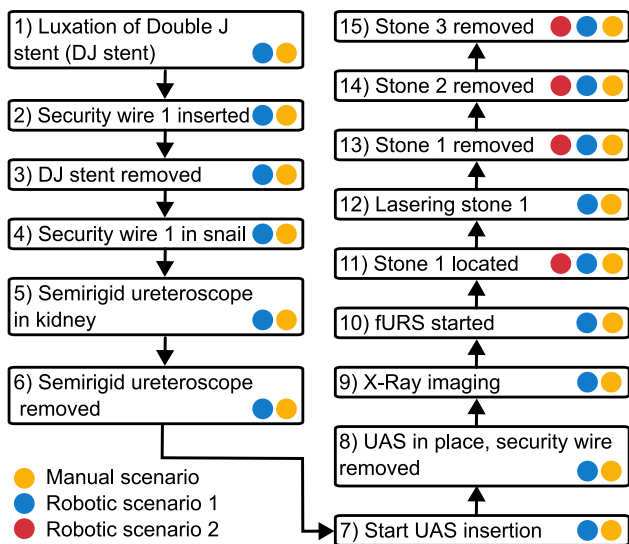 1) Luxation of Double J
stent (DJ stent)
2) Security wire 1 inserted
3) DJ stent removed
4) Security wire 1 in snail
5) Semirigid ureteroscope
in kidney
6) Semirigid ureteroscope
removed
Manual scenario
Robotic scenario 1
Robotic scenario 2
15) Stone 3 removed
14) Stone 2 removed
13) Stone 1 removed
12) Lasering stone 1
11) Stone 1 located
10) fURS started
9) X-Ray imaging
8) UAS in place, security wire
removed
7) Start UAS insertion